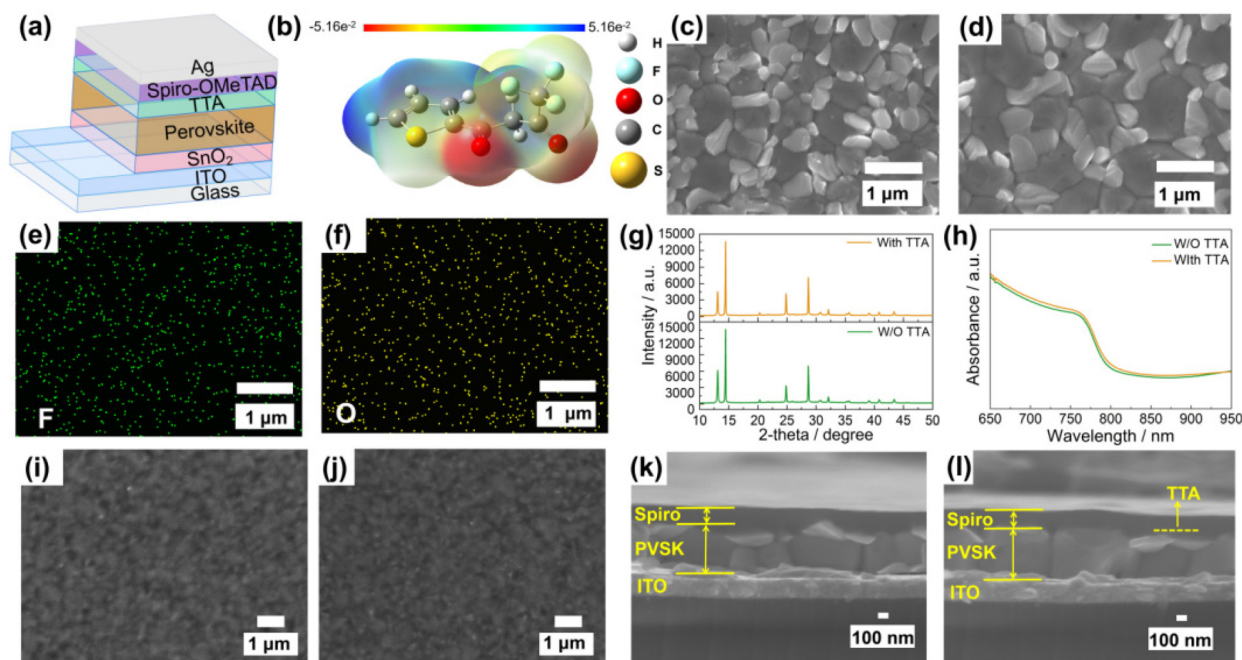 (a)
Ag
Spiro-OMeTAD
TTA
Perovskite
SnO₂
ITO
Glass
(b)
-5.16e⁻²
5.16e⁻²
H
F
O
C
S
(c)
1 µm
(d)
1 µm
(e)
F
1 µm
(f)
O
1 µm
(g)
Intensity / a.u.
15000
12000
9000
6000
3000
0
With TTA
15000
12000
9000
6000
3000
0
W/O TTA
10 15 20 25 30 35 40 45 50
2-theta / degree
(h)
Absorbance / a.u.
W/O TTA
WIth TTA
650 700 750 800 850 900 950
Wavelength / nm
(i)
1 µm
(j)
1 µm
(k)
Spiro
PVSK
ITO
100 nm
(l)
TTA
Spiro
PVSK
ITO
100 nm